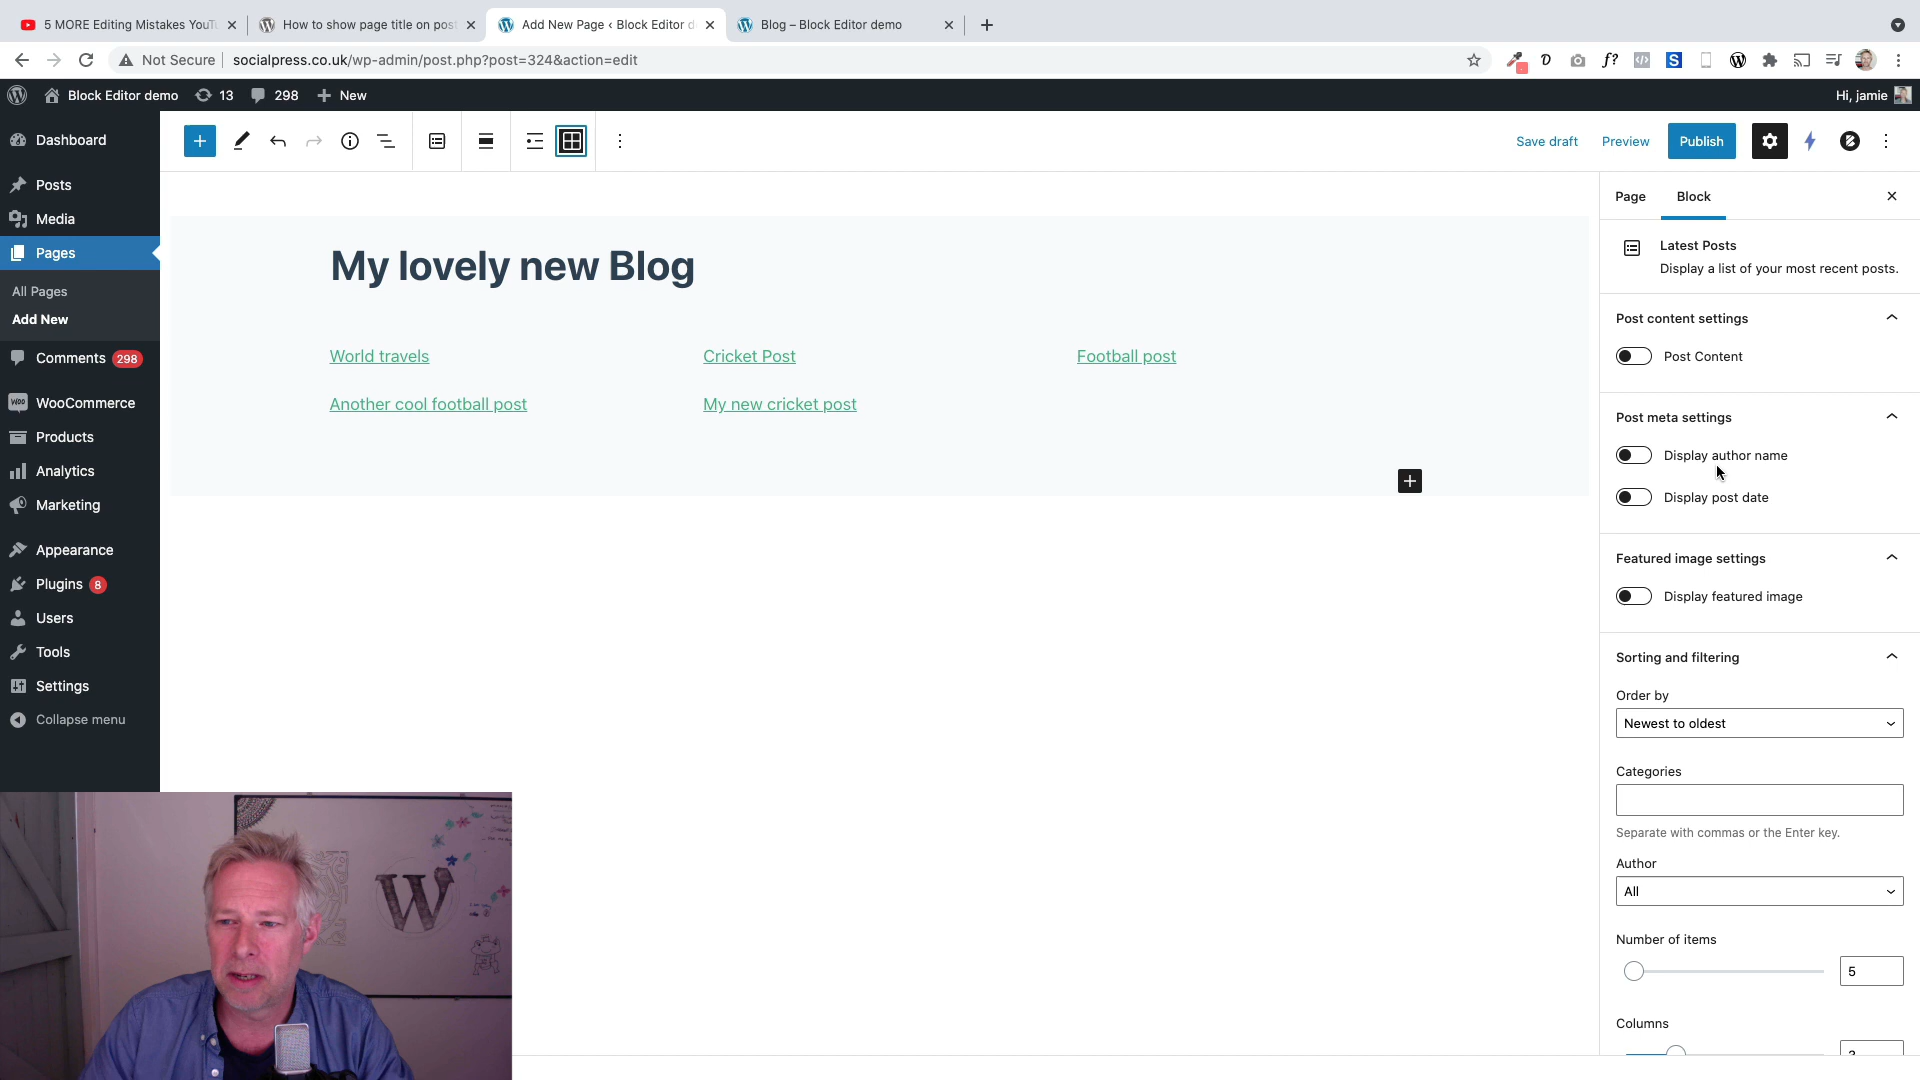 5 MORE Editing Mistakes YouTu
How to show page title on post
Add New Page ‹ Block Editor d
Blog – Block Editor demo
Not Secure
socialpress.co.uk/wp-admin/post.php?post=324&action=edit
Block Editor demo
13
298
New
Hi, jamie
Dashboard
Posts
Media
Pages
All Pages
Add New
Comments 298
WooCommerce
Products
Analytics
Marketing
Appearance
Plugins 8
Users
Tools
Settings
Collapse menu
Save draft
Preview
Publish
My lovely new Blog
World travels
Cricket Post
Football post
Another cool football post
My new cricket post
Page
Block
Latest Posts
Display a list of your most recent posts.
Post content settings
Post Content
Post meta settings
Display author name
Display post date
Featured image settings
Display featured image
Sorting and filtering
Order by
Newest to oldest
Categories
Separate with commas or the Enter key.
Author
All
Number of items
5
Columns